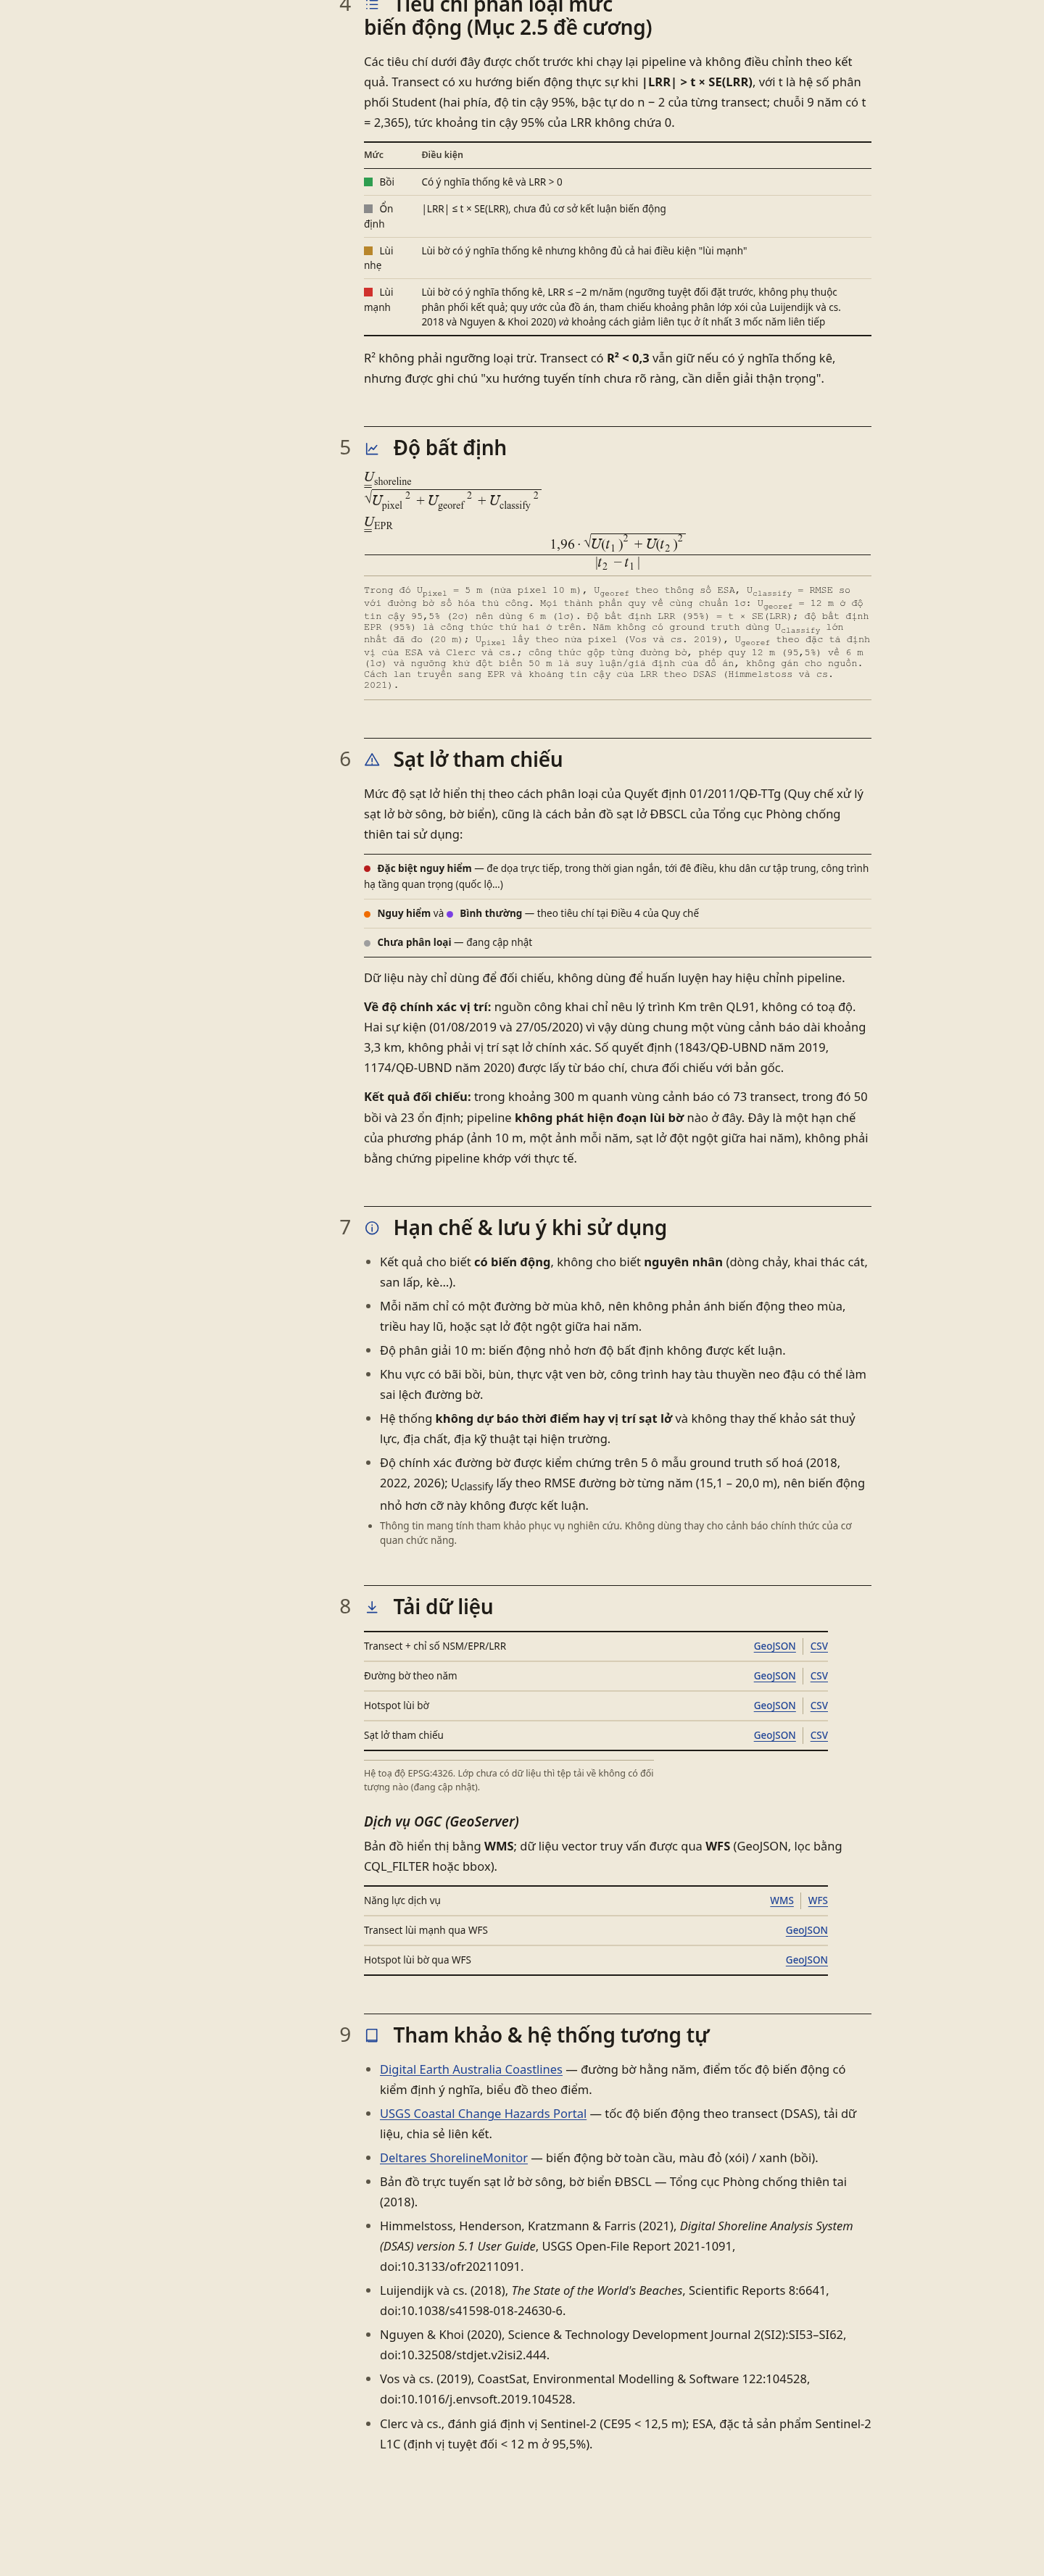 4 Tiêu chí phân loại mức
biến động (Mục 2.5 đề cương)
Các tiêu chí dưới đây được chốt trước khi chạy lại pipeline và không điều chỉnh theo kết
quả. Transect có xu hướng biến động thực sự khi |LRR| > t × SE(LRR), với t là hệ số phân
phối Student (hai phía, độ tin cậy 95%, bậc tự do n − 2 của từng transect; chuỗi 9 năm có t
= 2,365), tức khoảng tin cậy 95% của LRR không chứa 0.
Mức Điều kiện
Bồi Có ý nghĩa thống kê và LRR > 0
Ổn |LRR| ≤ t × SE(LRR), chưa đủ cơ sở kết luận biến động
định
Lùi Lùi bờ có ý nghĩa thống kê nhưng không đủ cả hai điều kiện "lùi mạnh"
nhẹ
Lùi Lùi bờ có ý nghĩa thống kê, LRR ≤ −2 m/năm (ngưỡng tuyệt đối đặt trước, không phụ thuộc
mạnh phân phối kết quả; quy ước của đồ án, tham chiếu khoảng phân lớp xói của Luijendijk và cs.
2018 và Nguyen & Khoi 2020) và khoảng cách giảm liên tục ở ít nhất 3 mốc năm liên tiếp
R² không phải ngưỡng loại trừ. Transect có R² < 0,3 vẫn giữ nếu có ý nghĩa thống kê,
nhưng được ghi chú "xu hướng tuyến tính chưa rõ ràng, cần diễn giải thận trọng".
5 Độ bất định
U shoreline
=
√U pixel 2 + U georef 2 + U classify 2
U EPR
=
1,96 · √U(t1)2 + U(t2)2
|t2 − t1|
Trong đó Upixel = 5 m (nửa pixel 10 m), Ugeoref theo thông số ESA, Uclassify = RMSE so
với đường bờ số hóa thủ công. Mọi thành phần quy về cùng chuẩn 1σ: Ugeoref = 12 m ở độ
tin cậy 95,5% (2σ) nên dùng 6 m (1σ). Độ bất định LRR (95%) = t × SE(LRR); độ bất định
EPR (95%) là công thức thứ hai ở trên. Năm không có ground truth dùng Uclassify lớn
nhất đã đo (20 m); Upixel lấy theo nửa pixel (Vos và cs. 2019), Ugeoref theo đặc tả định
vị của ESA và Clerc và cs.; công thức gộp từng đường bờ, phép quy 12 m (95,5%) về 6 m
(1σ) và ngưỡng khử đột biến 50 m là suy luận/giả định của đồ án, không gán cho nguồn.
Cách lan truyền sang EPR và khoảng tin cậy của LRR theo DSAS (Himmelstoss và cs.
2021).
6 Sạt lở tham chiếu
Mức độ sạt lở hiển thị theo cách phân loại của Quyết định 01/2011/QĐ-TTg (Quy chế xử lý
sạt lở bờ sông, bờ biển), cũng là cách bản đồ sạt lở ĐBSCL của Tổng cục Phòng chống
thiên tai sử dụng:
Đặc biệt nguy hiểm — đe dọa trực tiếp, trong thời gian ngắn, tới đê điều, khu dân cư tập trung, công trình
hạ tầng quan trọng (quốc lộ...)
Nguy hiểm và Bình thường — theo tiêu chí tại Điều 4 của Quy chế
Chưa phân loại — đang cập nhật
Dữ liệu này chỉ dùng để đối chiếu, không dùng để huấn luyện hay hiệu chỉnh pipeline.
Về độ chính xác vị trí: nguồn công khai chỉ nêu lý trình Km trên QL91, không có toạ độ.
Hai sự kiện (01/08/2019 và 27/05/2020) vì vậy dùng chung một vùng cảnh báo dài khoảng
3,3 km, không phải vị trí sạt lở chính xác. Số quyết định (1843/QĐ-UBND năm 2019,
1174/QĐ-UBND năm 2020) được lấy từ báo chí, chưa đối chiếu với bản gốc.
Kết quả đối chiếu: trong khoảng 300 m quanh vùng cảnh báo có 73 transect, trong đó 50
bồi và 23 ổn định; pipeline không phát hiện đoạn lùi bờ nào ở đây. Đây là một hạn chế
của phương pháp (ảnh 10 m, một ảnh mỗi năm, sạt lở đột ngột giữa hai năm), không phải
bằng chứng pipeline khớp với thực tế.
7 Hạn chế & lưu ý khi sử dụng
• Kết quả cho biết có biến động, không cho biết nguyên nhân (dòng chảy, khai thác cát,
san lấp, kè...).
• Mỗi năm chỉ có một đường bờ mùa khô, nên không phản ánh biến động theo mùa,
triều hay lũ, hoặc sạt lở đột ngột giữa hai năm.
• Độ phân giải 10 m: biến động nhỏ hơn độ bất định không được kết luận.
• Khu vực có bãi bồi, bùn, thực vật ven bờ, công trình hay tàu thuyền neo đậu có thể làm
sai lệch đường bờ.
• Hệ thống không dự báo thời điểm hay vị trí sạt lở và không thay thế khảo sát thuỷ
lực, địa chất, địa kỹ thuật tại hiện trường.
• Độ chính xác đường bờ được kiểm chứng trên 5 ô mẫu ground truth số hoá (2018,
2022, 2026); Uclassify lấy theo RMSE đường bờ từng năm (15,1 – 20,0 m), nên biến động
nhỏ hơn cỡ này không được kết luận.
• Thông tin mang tính tham khảo phục vụ nghiên cứu. Không dùng thay cho cảnh báo chính thức của cơ
quan chức năng.
8 Tải dữ liệu
Transect + chỉ số NSM/EPR/LRR GeoJSON CSV
Đường bờ theo năm GeoJSON CSV
Hotspot lùi bờ GeoJSON CSV
Sạt lở tham chiếu GeoJSON CSV
Hệ toạ độ EPSG:4326. Lớp chưa có dữ liệu thì tệp tải về không có đối
tượng nào (đang cập nhật).
Dịch vụ OGC (GeoServer)
Bản đồ hiển thị bằng WMS; dữ liệu vector truy vấn được qua WFS (GeoJSON, lọc bằng
CQL_FILTER hoặc bbox).
Năng lực dịch vụ WMS WFS
Transect lùi mạnh qua WFS GeoJSON
Hotspot lùi bờ qua WFS GeoJSON
9 Tham khảo & hệ thống tương tự
• Digital Earth Australia Coastlines — đường bờ hằng năm, điểm tốc độ biến động có
kiểm định ý nghĩa, biểu đồ theo điểm.
• USGS Coastal Change Hazards Portal — tốc độ biến động theo transect (DSAS), tải dữ
liệu, chia sẻ liên kết.
• Deltares ShorelineMonitor — biến động bờ toàn cầu, màu đỏ (xói) / xanh (bồi).
• Bản đồ trực tuyến sạt lở bờ sông, bờ biển ĐBSCL — Tổng cục Phòng chống thiên tai
(2018).
• Himmelstoss, Henderson, Kratzmann & Farris (2021), Digital Shoreline Analysis System
(DSAS) version 5.1 User Guide, USGS Open-File Report 2021-1091,
doi:10.3133/ofr20211091.
• Luijendijk và cs. (2018), The State of the World's Beaches, Scientific Reports 8:6641,
doi:10.1038/s41598-018-24630-6.
• Nguyen & Khoi (2020), Science & Technology Development Journal 2(SI2):SI53–SI62,
doi:10.32508/stdjet.v2isi2.444.
• Vos và cs. (2019), CoastSat, Environmental Modelling & Software 122:104528,
doi:10.1016/j.envsoft.2019.104528.
• Clerc và cs., đánh giá định vị Sentinel-2 (CE95 < 12,5 m); ESA, đặc tả sản phẩm Sentinel-2
L1C (định vị tuyệt đối < 12 m ở 95,5%).